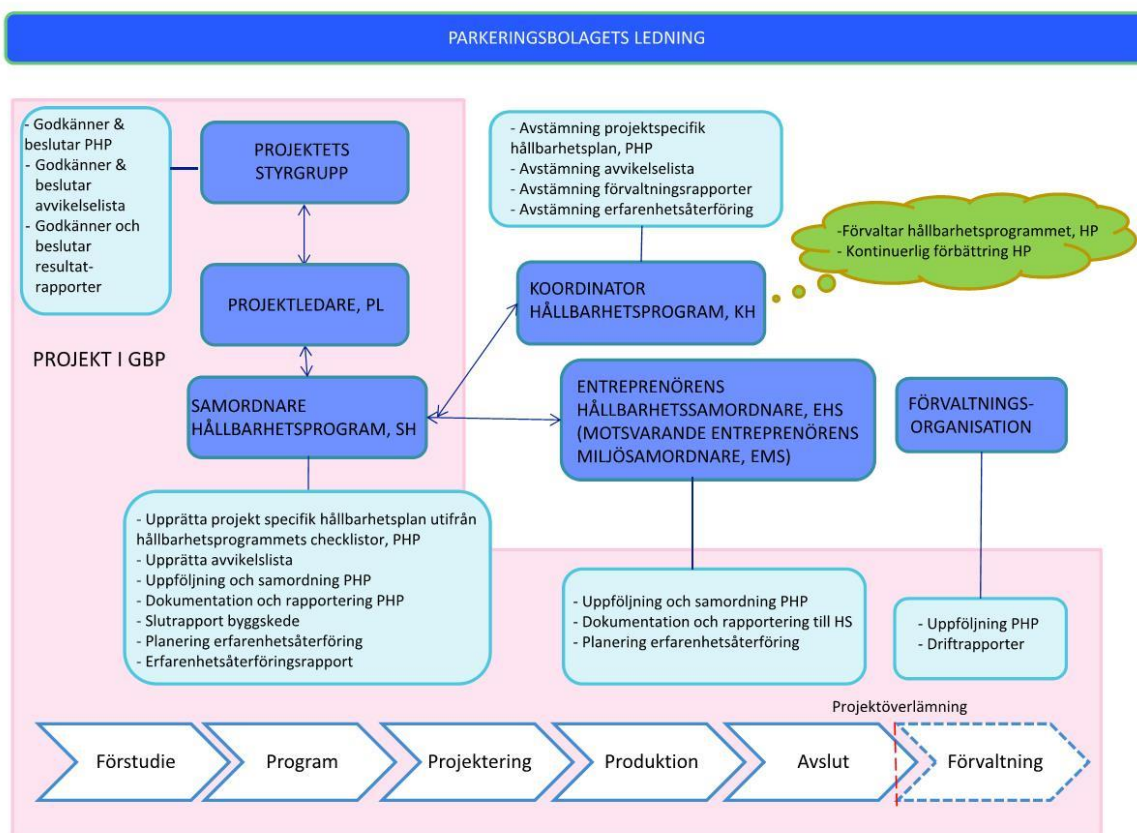 PARKERINGSBOLAGETS LEDNING
- Godkänner &
beslutar PHP
- Godkänner &
beslutar
avvikelselista
- Godkänner och
beslutar
resultat-
rapporter
PROJEKTETS
STYRGRUPP
- Avstämning projektspecifik
hållbarhetsplan, PHP
- Avstämning avvikelselista
- Avstämning förvaltningsrapporter
- Avstämning erfarenhetsåterföring
-Förvaltar hållbarhetsprogrammet, HP
- Kontinuerlig förbättring HP
PROJEKTLEDARE, PL
KOORDINATOR
HÅLLBARHETSPROGRAM, KH
PROJEKT I GBP
SAMORDNARE
HÅLLBARHETSPROGRAM, SH
ENTREPRENÖRENS
HÅLLBARHETSSAMORDNARE, EHS
(MOTSVARANDE ENTREPRENÖRENS
MILJÖSAMORDNARE, EMS)
FÖRVALTNINGS-
ORGANISATION
- Upprätta projekt specifik hållbarhetsplan utifrån
hållbarhetsprogrammets checklistor, PHP
- Upprätta avvikelslista
- Uppföljning och samordning PHP
- Dokumentation och rapportering PHP
- Slutrapport byggskede
- Planering erfarenhetsåterföring
- Erfarenhetsåterföringsrapport
- Uppföljning och samordning PHP
- Dokumentation och rapportering till HS
- Planering erfarenhetsåterföring
- Uppföljning PHP
- Driftrapporter
Projektöverlämning
Förstudie
Program
Projektering
Produktion
Avslut
Förvaltning